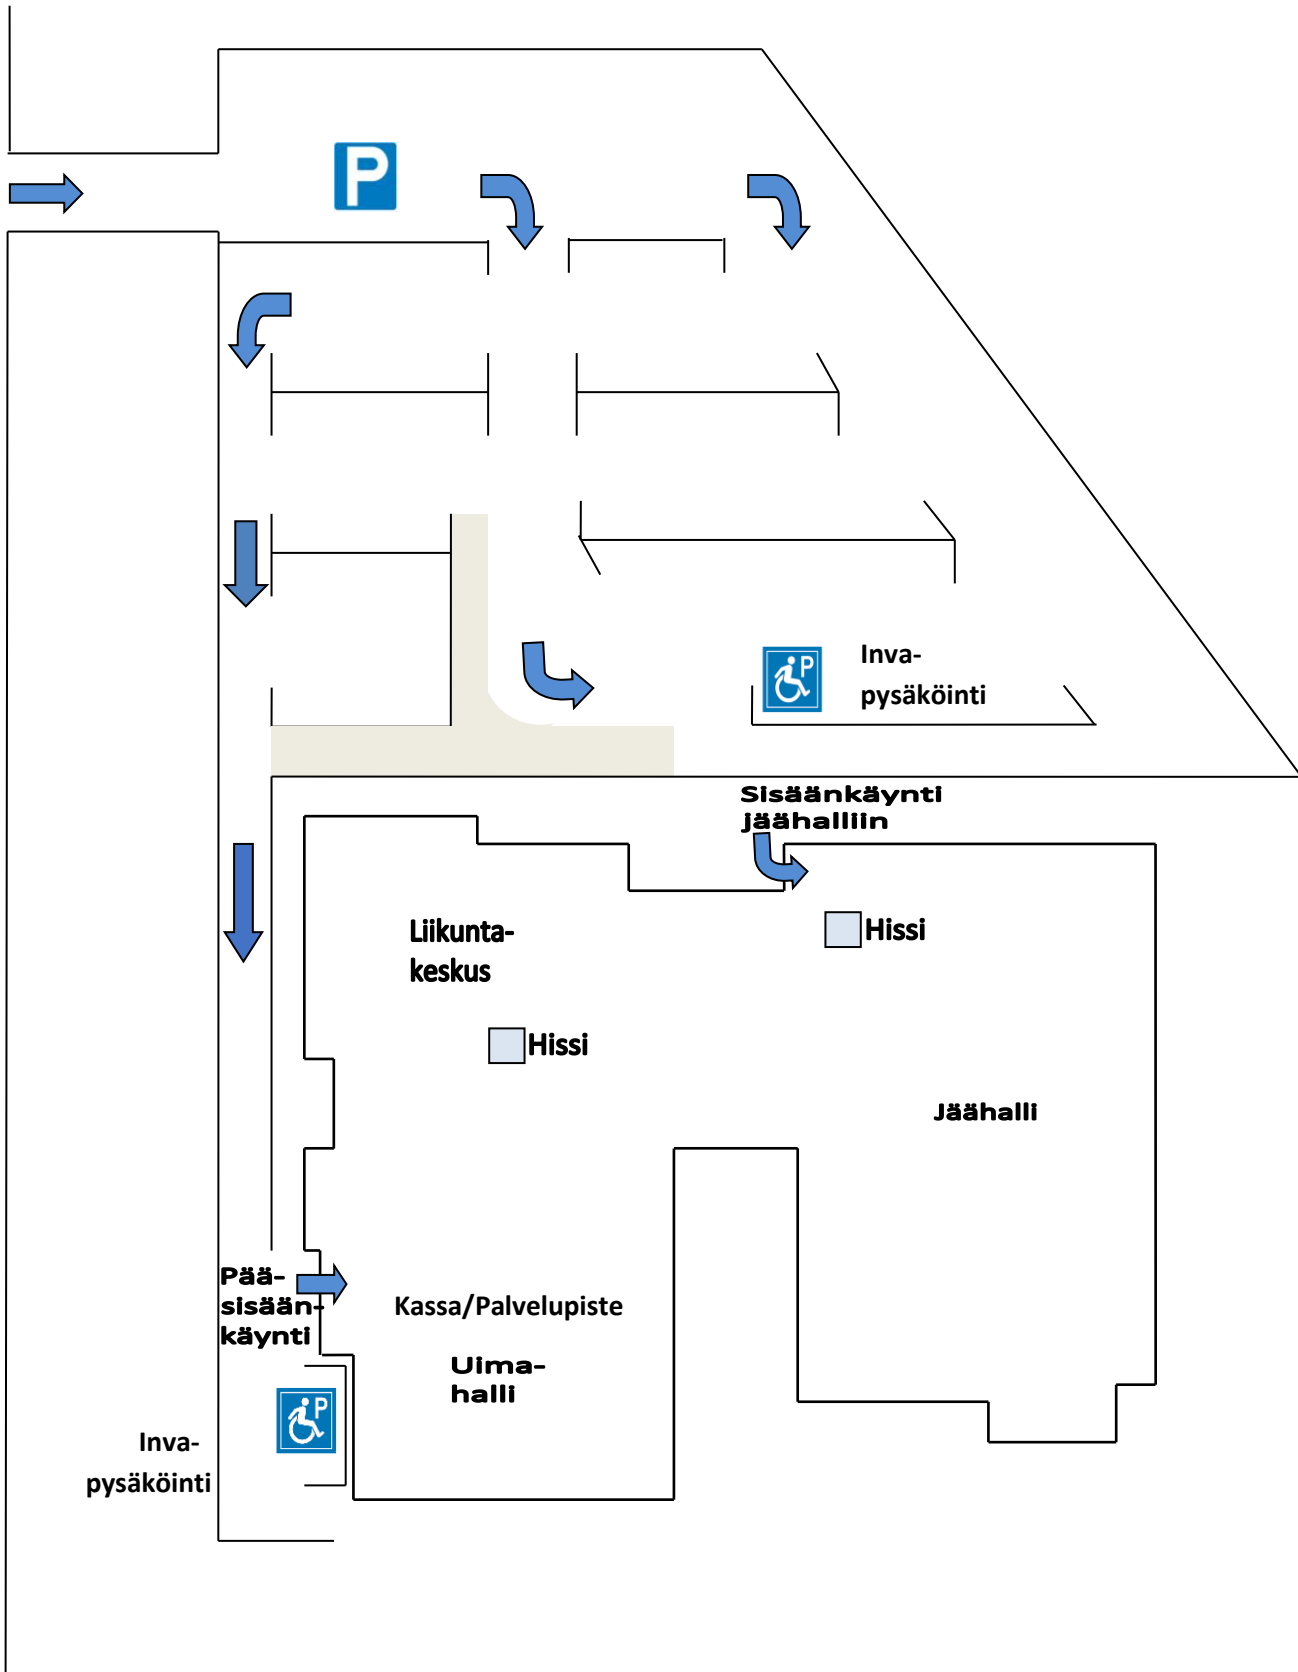 P
P
Inva-
pysäköinti
Sisäänkäynti
jäähalliin
Liikunta-
keskus
Hissi
Hissi
Jäähalli
Pää-
sisään-
käynti
Kassa/Palvelupiste
Uima-
halli
P
Inva-
pysäköinti